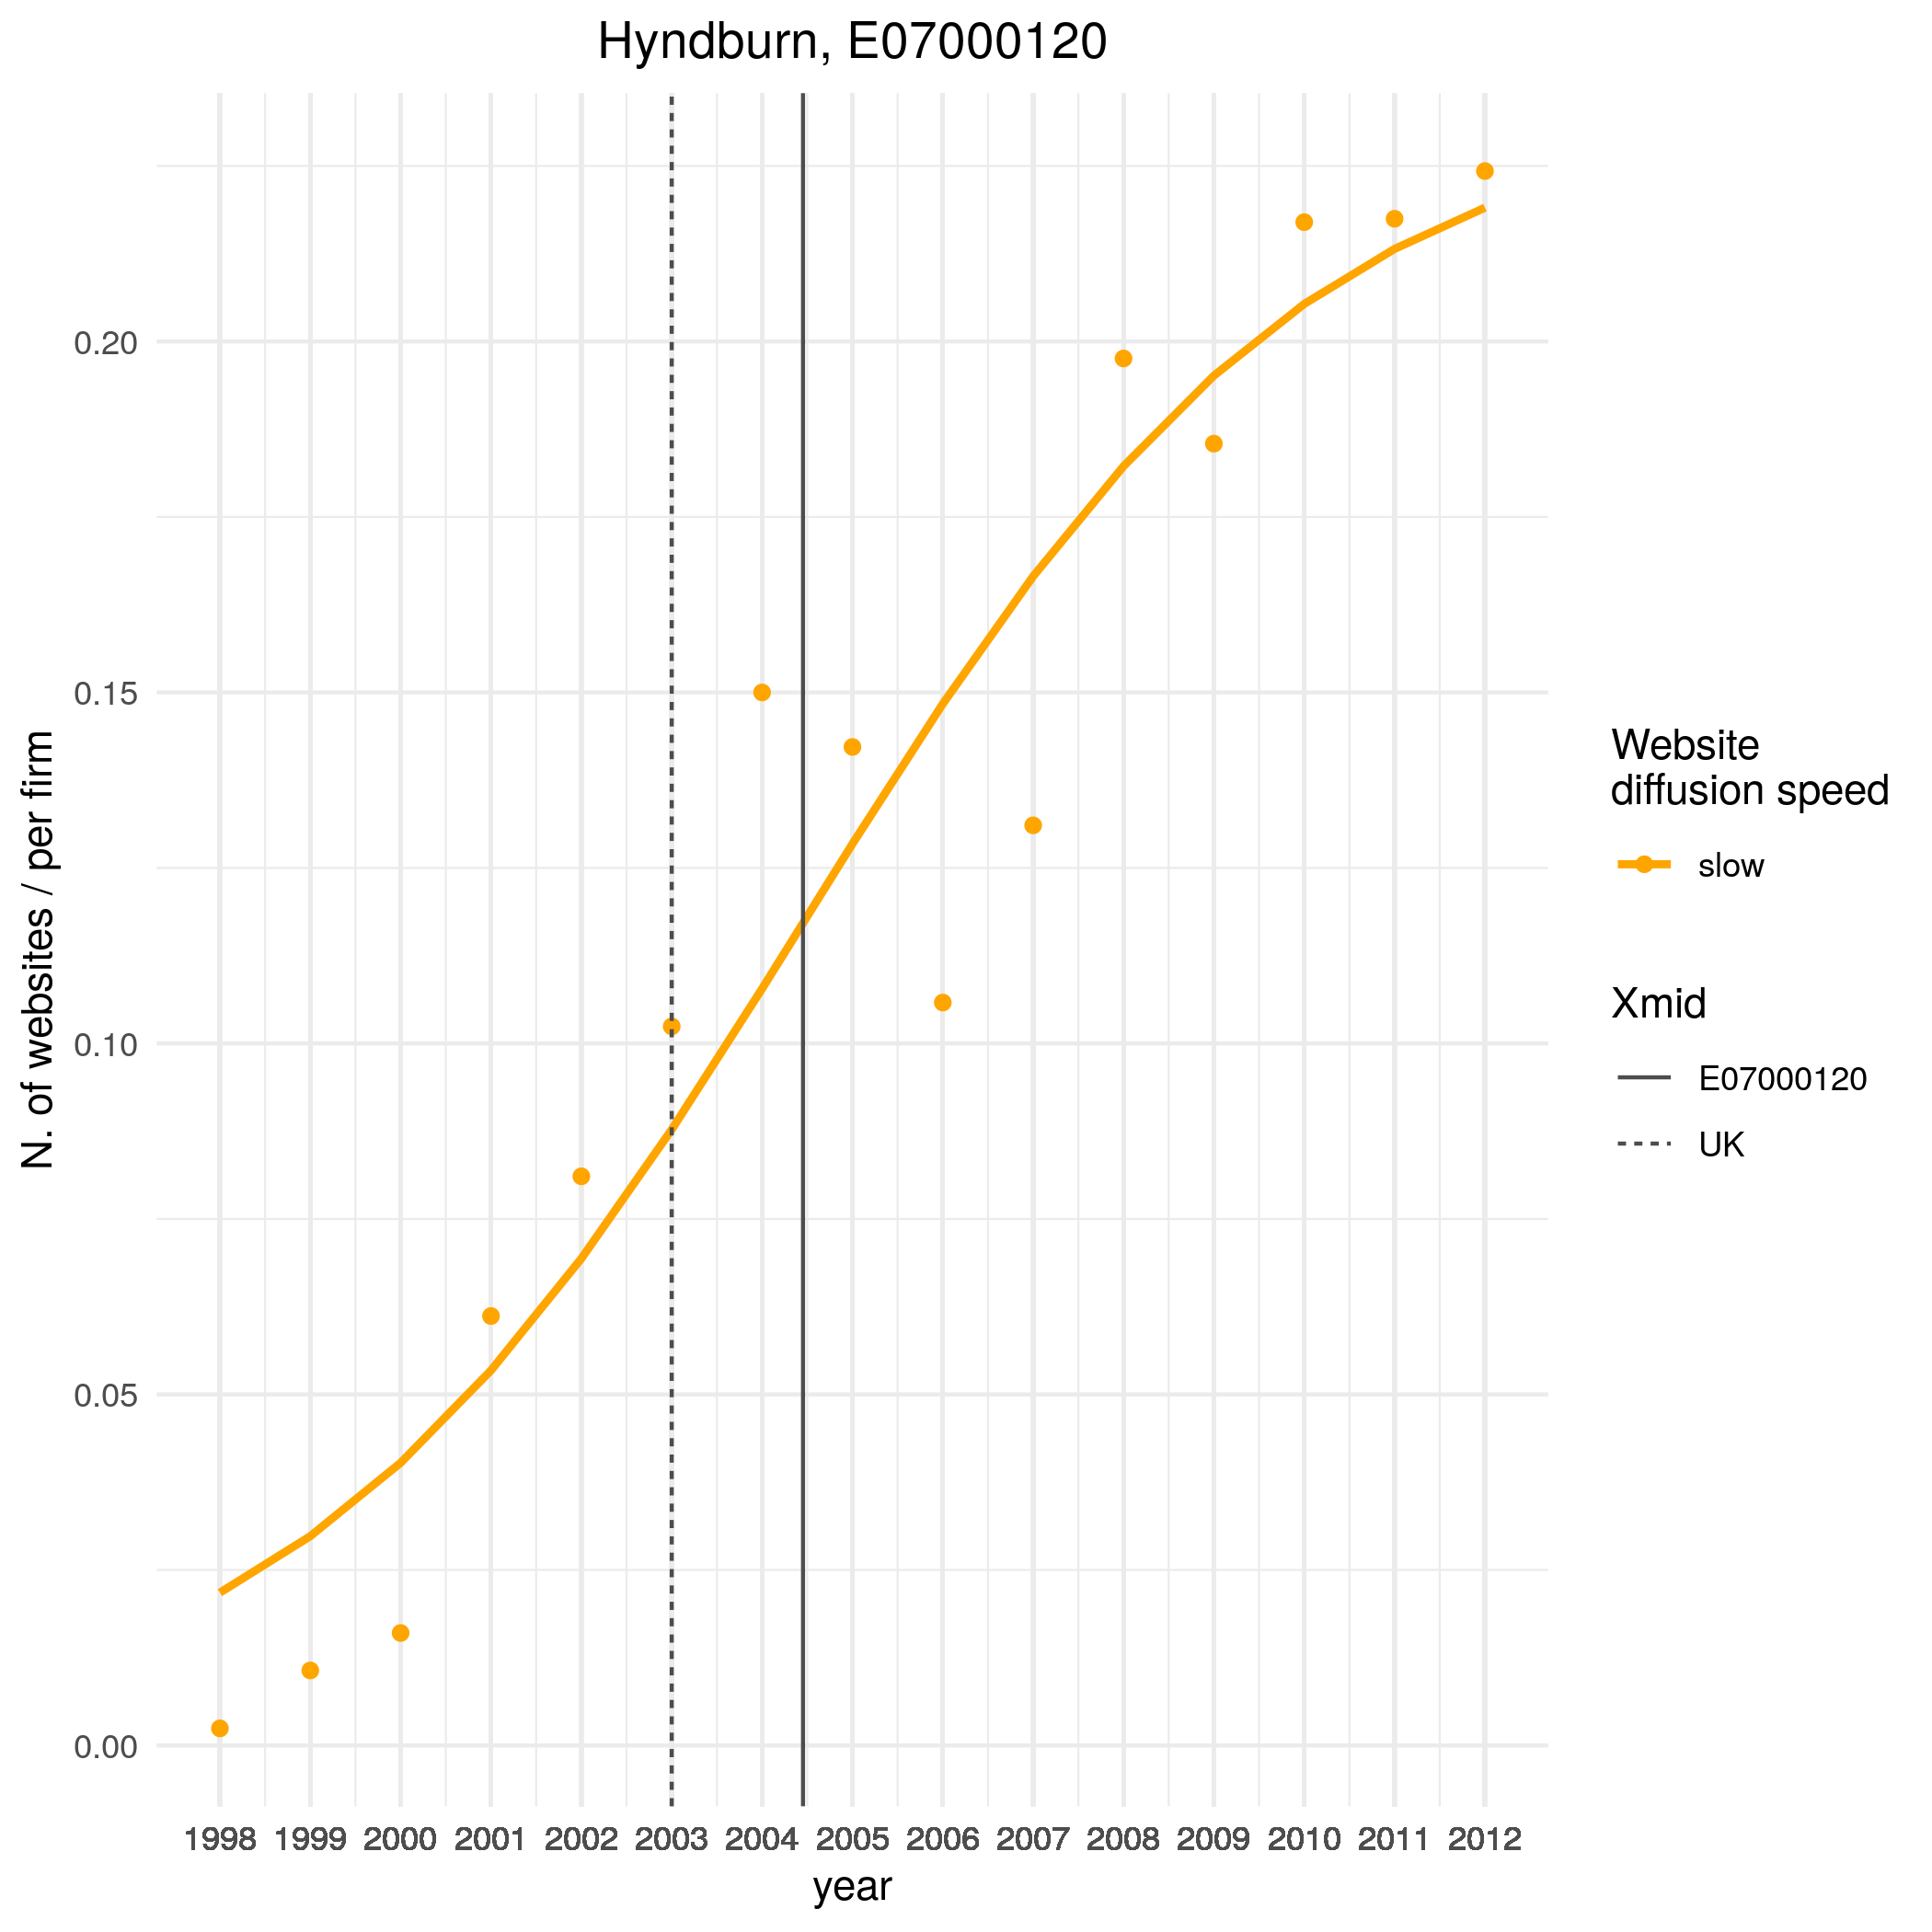 Hyndburn, E07000120
N. of websites / per firm
0.20
0.15
0.10
0.05
0.00
1998 1999 2000 2001 2002 2003 2004 2005 2006 2007 2008 2009 2010 2011 2012
year
Website
diffusion speed
slow
Xmid
E07000120
UK